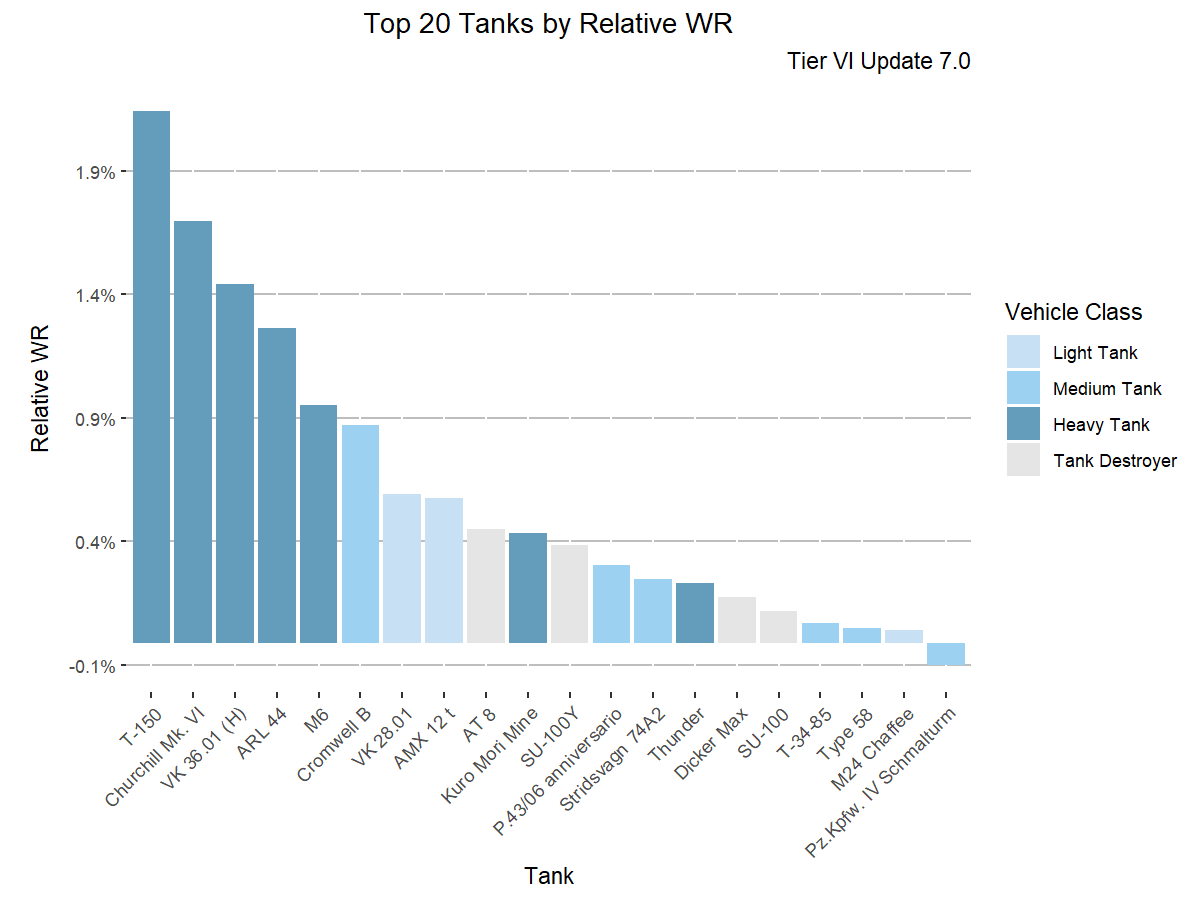 Top 20 Tanks by Relative WR
Tier VI Update 7.0
Relative WR
1.9%
1.4%
0.9%
0.4%
-0.1%
T-150
Churchill Mk. VI
VK 36.01 (H)
ARL 44
M6
Cromwell B
VK 28.01
AMX 12 t
AT 8
Kuro Mori Mine
SU-100Y
P.43/06 anniversario
Stridsvagn 74A2
Thunder
Dicker Max
SU-100
T-34-85
Type 58
M24 Chaffee
Pz.Kpfw. IV Schmalturm
Tank
Vehicle Class
Light Tank
Medium Tank
Heavy Tank
Tank Destroyer